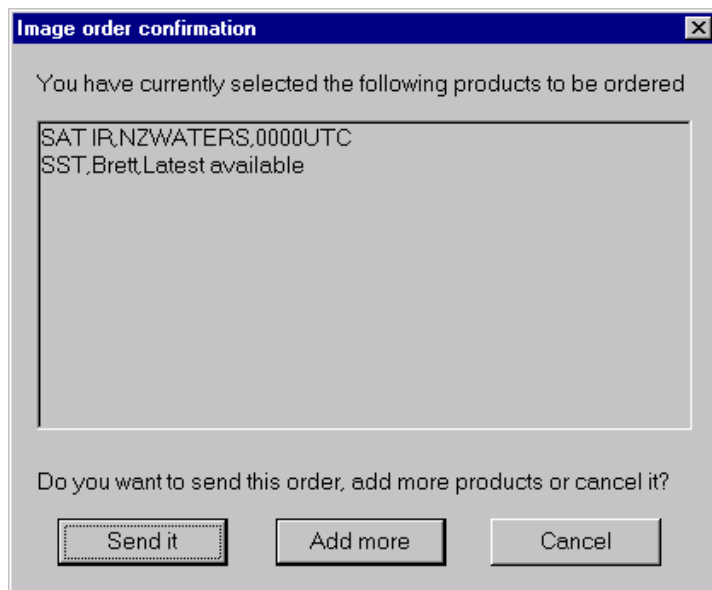 Image order confirmation
You have currently selected the following products to be ordered
SAT IR,NZWATERS,0000UTC
SST,Brett,Latest available
Do you want to send this order, add more products or cancel it?
Send it
Add more
Cancel